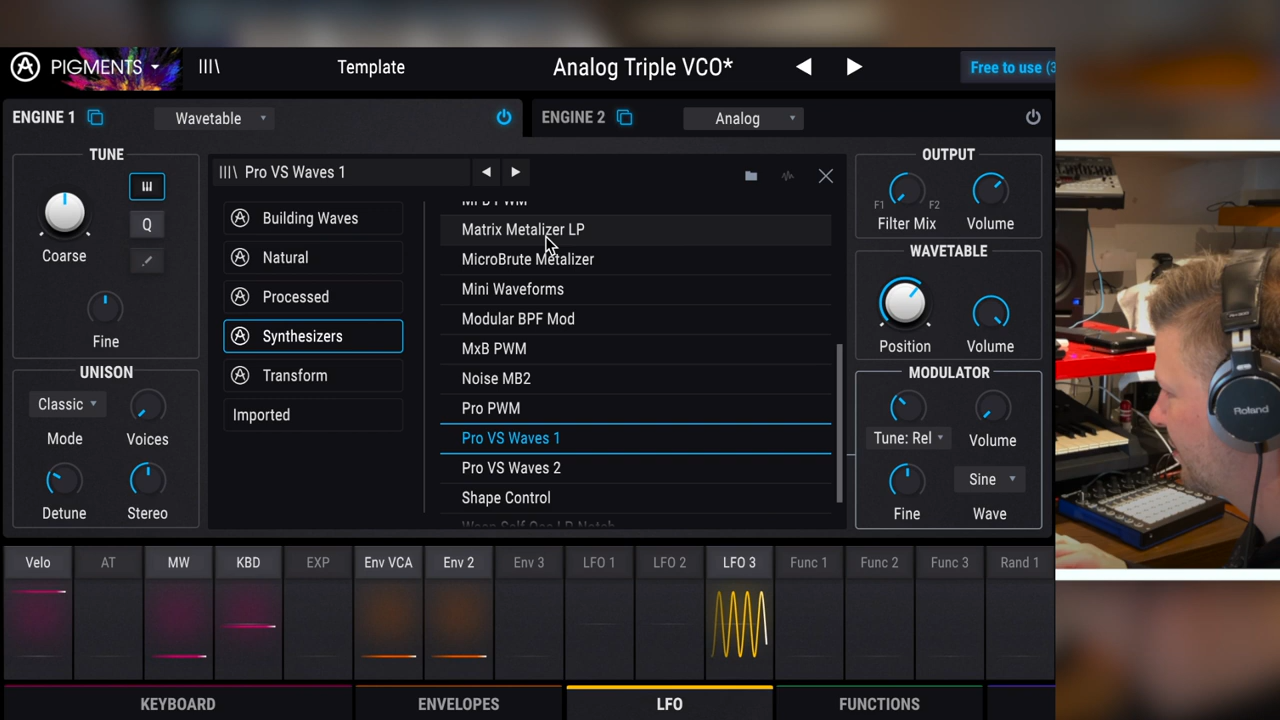 PIGMENTS
Template
Analog Triple VCO*
Free to use (3
ENGINE 1
Wavetable
ENGINE 2
Analog
TUNE
Coarse
Q
Fine
UNISON
Classic
Mode
Voices
Detune
Stereo
Pro VS Waves 1
Building Waves
Natural
Processed
Synthesizers
Transform
Imported
Matrix Metalizer LP
MicroBrute Metalizer
Mini Waveforms
Modular BPF Mod
MxB PWM
Noise MB2
Pro PWM
Pro VS Waves 1
Pro VS Waves 2
Shape Control
OUTPUT
F1
F2
Filter Mix
Volume
WAVETABLE
Position
Volume
MODULATOR
Tune: Rel
Volume
Fine
Sine
Wave
Velo
AT
MW
KBD
EXP
Env VCA
Env 2
Env 3
LFO 1
LFO 2
LFO 3
Func 1
Func 2
Func 3
Rand 1
KEYBOARD
ENVELOPES
LFO
FUNCTIONS
Roland